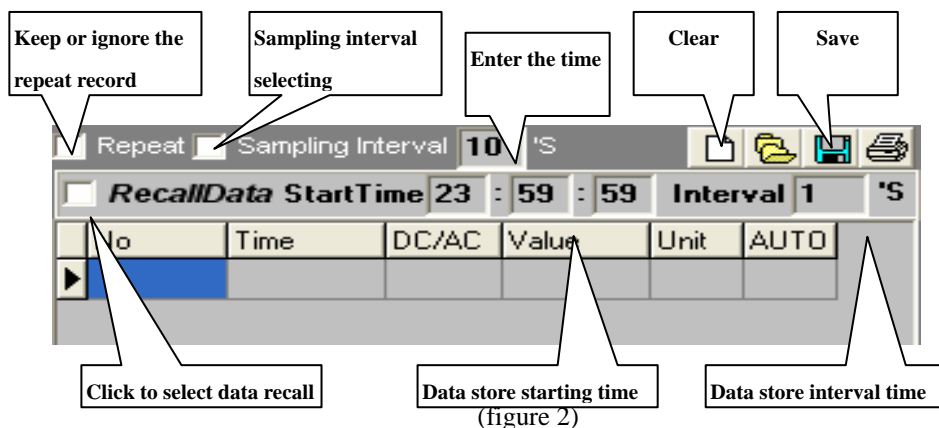 Keep or ignore the
repeat record
Sampling interval
selecting
Enter the time
Clear
Save
Repeat Sampling Interval 10 'S
RecallData StartTime 23 : 59 : 59 Interval 1 'S
No Time DC/AC Value Unit AUTO
Click to select data recall
Data store starting time
Data store interval time
(figure 2)